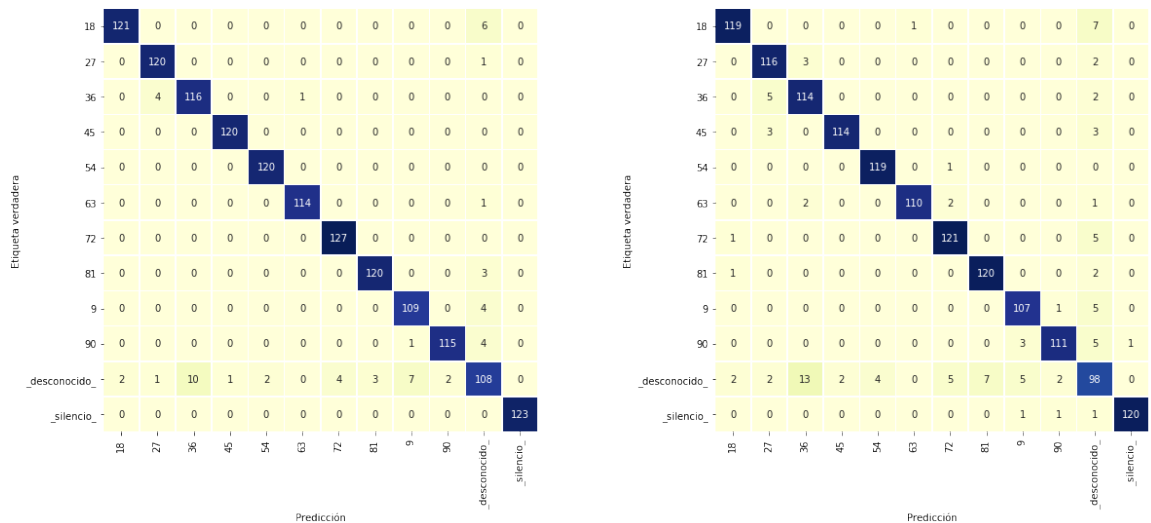 18 121 0 0 0 0 0 0 0 0 0 6 0
27 0 120 0 0 0 0 0 0 0 0 1 0
36 0 4 116 0 0 1 0 0 0 0 0 0
45 0 0 0 120 0 0 0 0 0 0 0 0
54 0 0 0 0 120 0 0 0 0 0 0 0
63 0 0 0 0 0 114 0 0 0 0 1 0
72 0 0 0 0 0 0 127 0 0 0 0 0
81 0 0 0 0 0 0 0 120 0 0 3 0
9 0 0 0 0 0 0 0 0 109 0 4 0
90 0 0 0 0 0 0 0 0 1 115 4 0
_desconocido_ 2 1 10 1 2 0 4 3 7 2 108 0
_silencio_ 0 0 0 0 0 0 0 0 0 0 0 123
18 27 36 45 54 63 72 81 9 90 _desconocido_ _silencio_
Etiqueta verdadera
Predicción
18 119 0 0 0 0 1 0 0 0 0 7 0
27 0 116 3 0 0 0 0 0 0 0 2 0
36 0 5 114 0 0 0 0 0 0 0 2 0
45 0 3 0 114 0 0 0 0 0 0 3 0
54 0 0 0 0 119 0 1 0 0 0 0 0
63 0 0 2 0 0 110 2 0 0 0 1 0
72 1 0 0 0 0 0 121 0 0 0 5 0
81 1 0 0 0 0 0 0 120 0 0 2 0
9 0 0 0 0 0 0 0 0 107 1 5 0
90 0 0 0 0 0 0 0 0 3 111 5 1
_desconocido_ 2 2 13 2 4 0 5 7 5 2 98 0
_silencio_ 0 0 0 0 0 0 0 0 1 1 1 120
18 27 36 45 54 63 72 81 9 90 _desconocido_ _silencio_
Etiqueta verdadera
Predicción